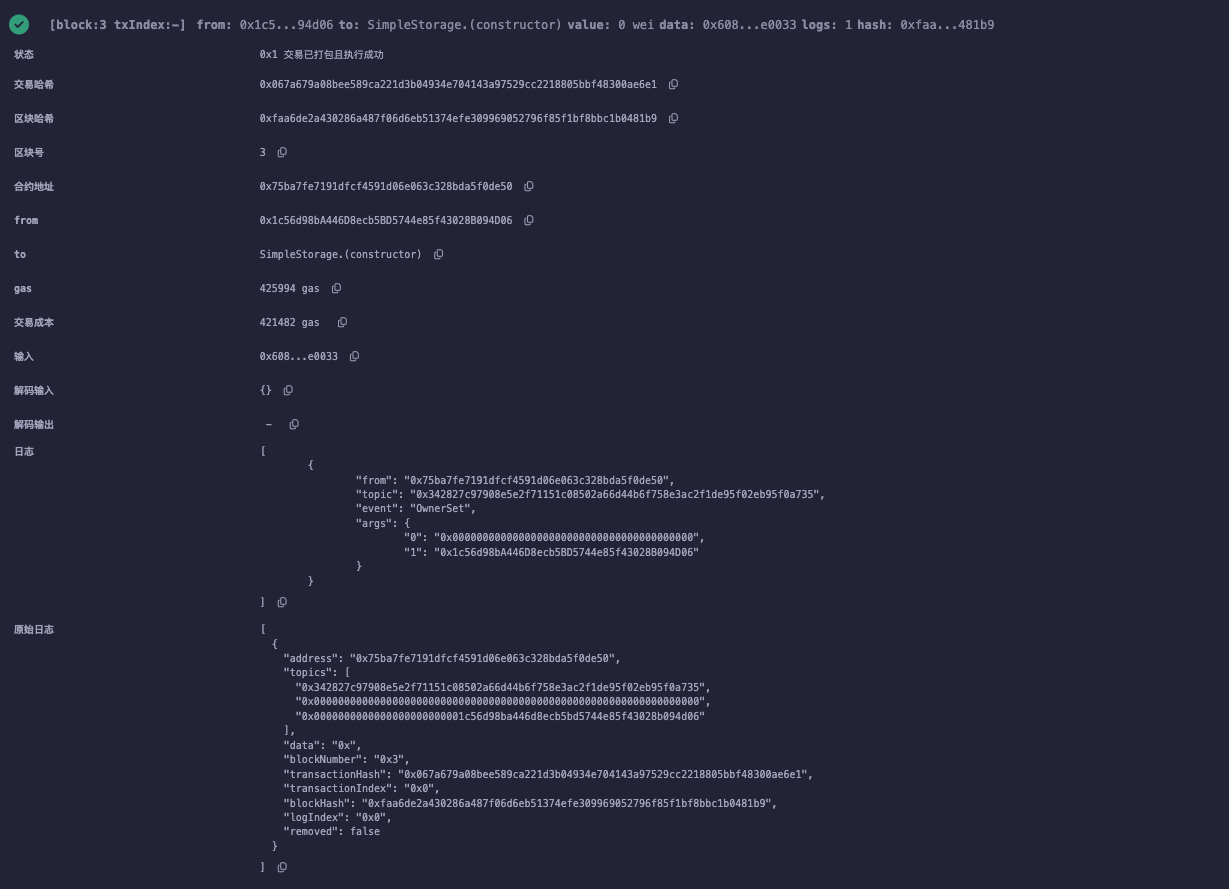 [block:3 txIndex:-] from: 0x1c5...94d06 to: SimpleStorage.(constructor) value: 0 wei data: 0x608...e0033 logs: 1 hash: 0xfaa...481b9
状态 0x1 交易已打包且执行成功
交易哈希 0x067a679a08bee589ca221d3b04934e704143a97529cc2218805bbf48300ae6e1
区块哈希 0xfaa6de2a430286a487f06d6eb51374efe309969052796f85f1bf8bbc1b0481b9
区块号 3
合约地址 0x75ba7fe7191dfcf4591d06e063c328bda5f0de50
from 0x1c56d98bA446D8ecb5BD5744e85f43028B094D06
to SimpleStorage.(constructor)
gas 425994 gas
交易成本 421482 gas
输入 0x608...e0033
解码输入 {}
解码输出 -
日志 [
{
"from": "0x75ba7fe7191dfcf4591d06e063c328bda5f0de50",
"topic": "0x342827c97908e5e2f71151c08502a66d44b6f758e3ac2f1de95f02eb95f0a735",
"event": "OwnerSet",
"args": {
"0": "0x0000000000000000000000000000000000000000",
"1": "0x1c56d98bA446D8ecb5BD5744e85f43028B094D06"
}
}
]
原始日志 [
{
"address": "0x75ba7fe7191dfcf4591d06e063c328bda5f0de50",
"topics": [
"0x342827c97908e5e2f71151c08502a66d44b6f758e3ac2f1de95f02eb95f0a735",
"0x0000000000000000000000000000000000000000000000000000000000000000",
"0x0000000000000000000000001c56d98ba446d8ecb5bd5744e85f43028b094d06"
],
"data": "0x",
"blockNumber": "0x3",
"transactionHash": "0x067a679a08bee589ca221d3b04934e704143a97529cc2218805bbf48300ae6e1",
"transactionIndex": "0x0",
"blockHash": "0xfaa6de2a430286a487f06d6eb51374efe309969052796f85f1bf8bbc1b0481b9",
"logIndex": "0x0",
"removed": false
}
]